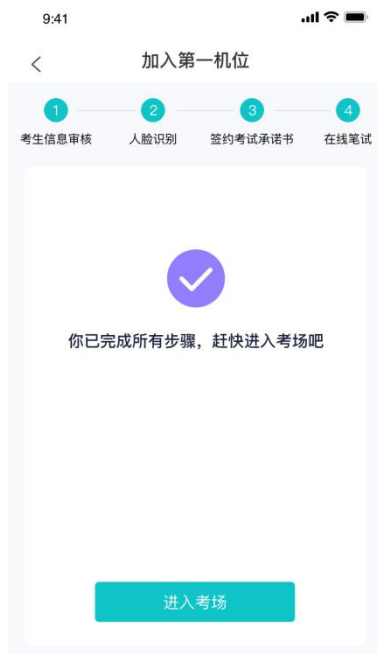 9:41
加入第一机位
1 2 3 4
考生信息审核 人脸识别 签约考试承诺书 在线笔试
你已完成所有步骤，赶快进入考场吧
进入考场